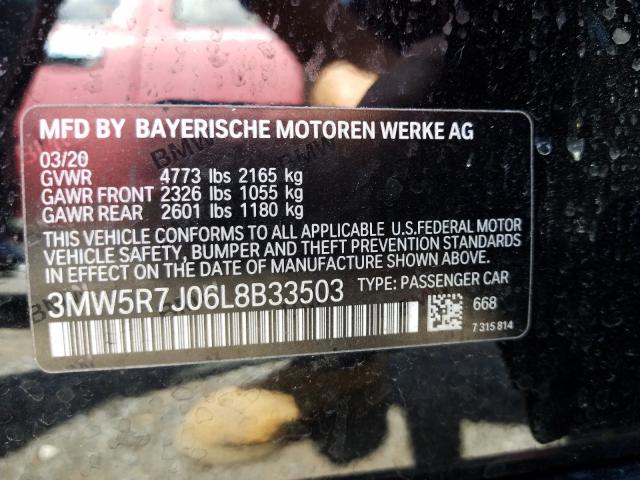 MFD BY BAYERISCHE MOTOREN WERKE AG
03/20
GVWR 4773 lbs 2165 kg
GAWR FRONT 2326 lbs 1055 kg
GAWR REAR 2601 lbs 1180 kg
THIS VEHICLE CONFORMS TO ALL APPLICABLE U.S.FEDERAL MOTOR
VEHICLE SAFETY, BUMPER AND THEFT PREVENTION STANDARDS
IN EFFECT ON THE DATE OF MANUFACTURE SHOWN ABOVE.
3MW5R7J06L8B33503 TYPE: PASSENGER CAR
668
7 315 814